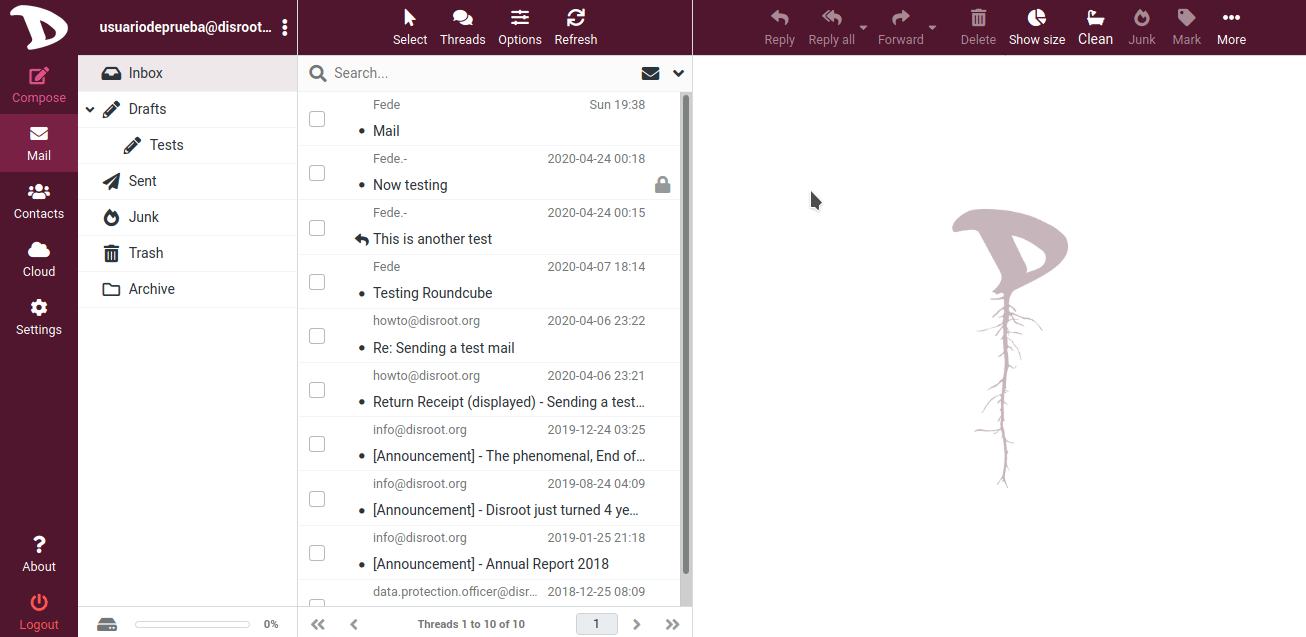 usuariodeprueba@disroot...
Select
Threads
Options
Refresh
Reply
Reply all
Forward
Delete
Show size
Clean
Junk
Mark
More
Compose
Mail
Contacts
Cloud
Settings
About
Logout
Inbox
Drafts
Tests
Sent
Junk
Trash
Archive
0%
Search...
Fede Sun 19:38
• Mail
Fede.- 2020-04-24 00:18
• Now testing
Fede.- 2020-04-24 00:15
This is another test
Fede 2020-04-07 18:14
• Testing Roundcube
howto@disroot.org 2020-04-06 23:22
• Re: Sending a test mail
howto@disroot.org 2020-04-06 23:21
• Return Receipt (displayed) - Sending a test...
info@disroot.org 2019-12-24 03:25
• [Announcement] - The phenomenal, End of...
info@disroot.org 2019-08-24 04:09
• [Announcement] - Disroot just turned 4 ye...
info@disroot.org 2019-01-25 21:18
• [Announcement] - Annual Report 2018
data.protection.officer@disr... 2018-12-25 08:09
Threads 1 to 10 of 10
1